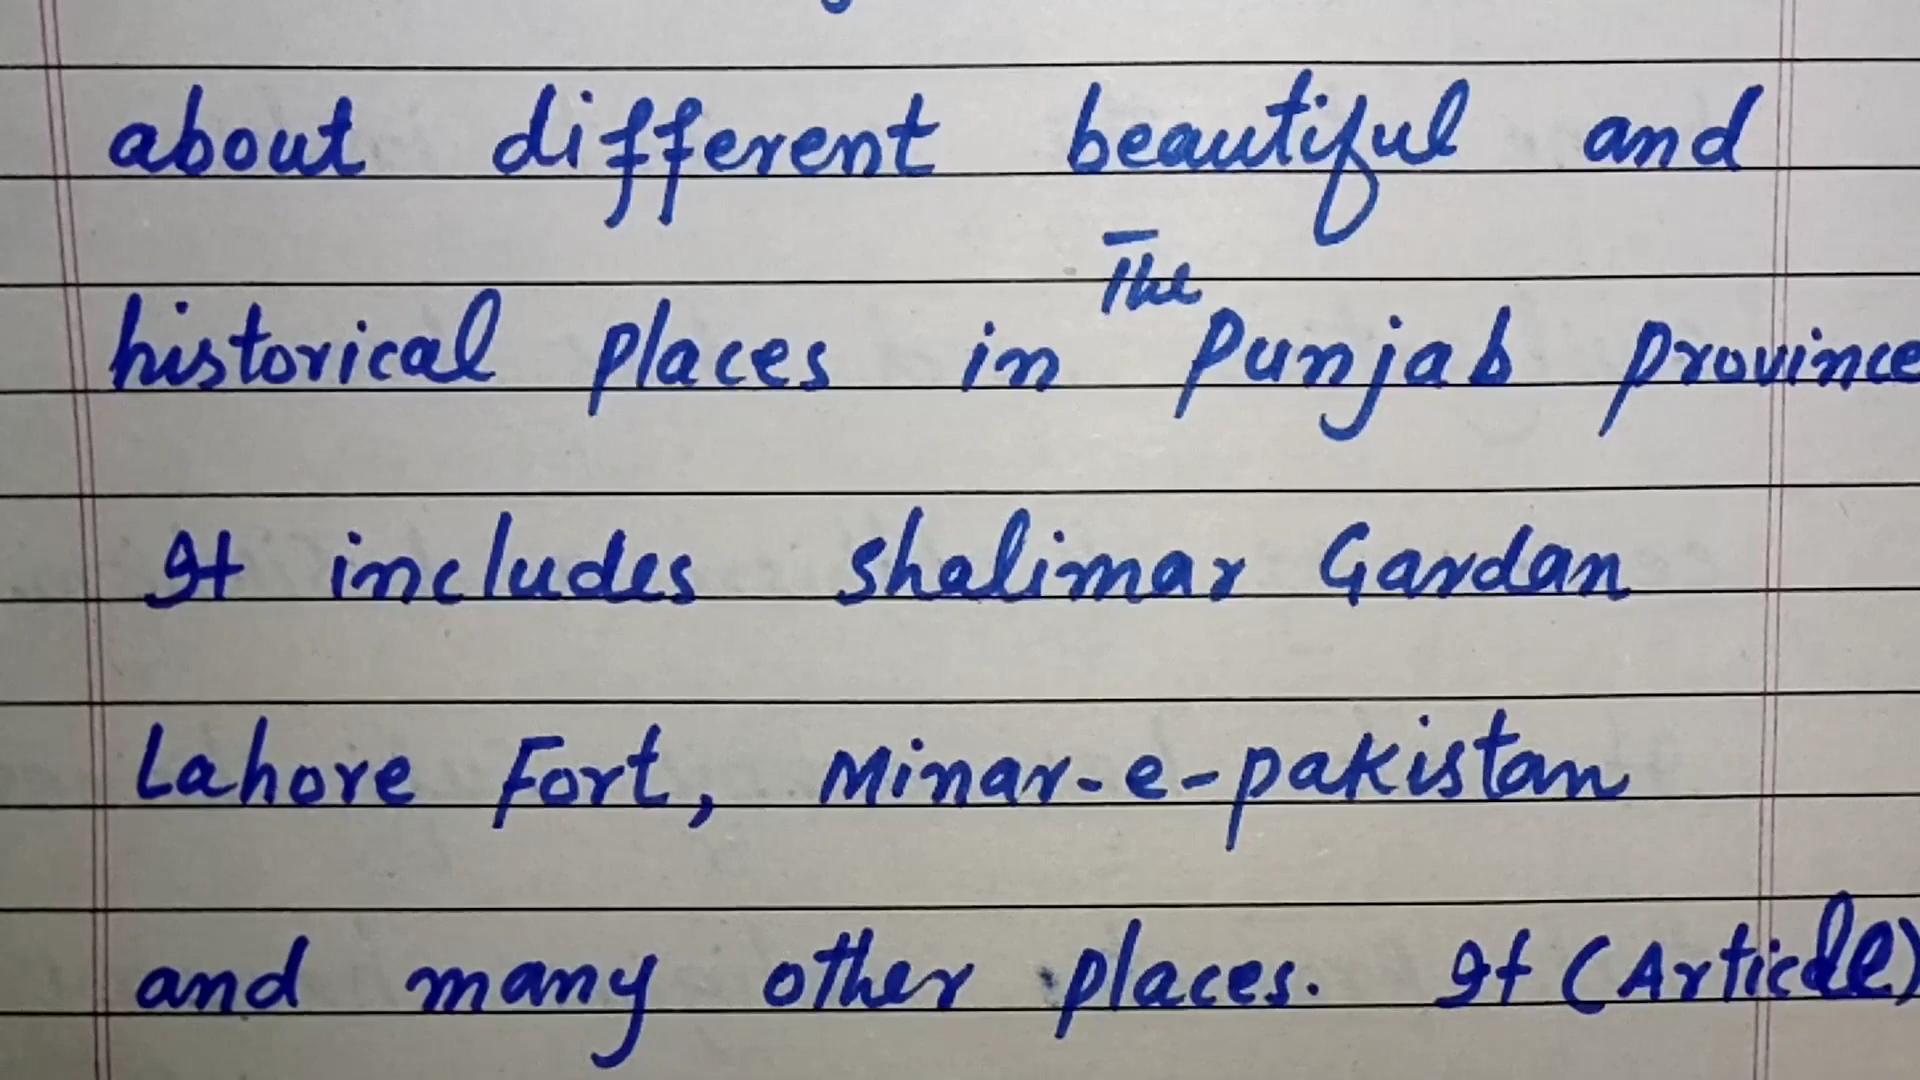 about different beautiful and
The
historical places in Punjab province
It includes Shalimar Gardan
Lahore Fort, Minar-e-pakistan
and many other places. It (Article)